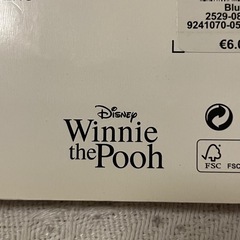 Blu
2529-08
9241070-05
€6.0
Disney
Winnie
the Pooh
FSC
FSC